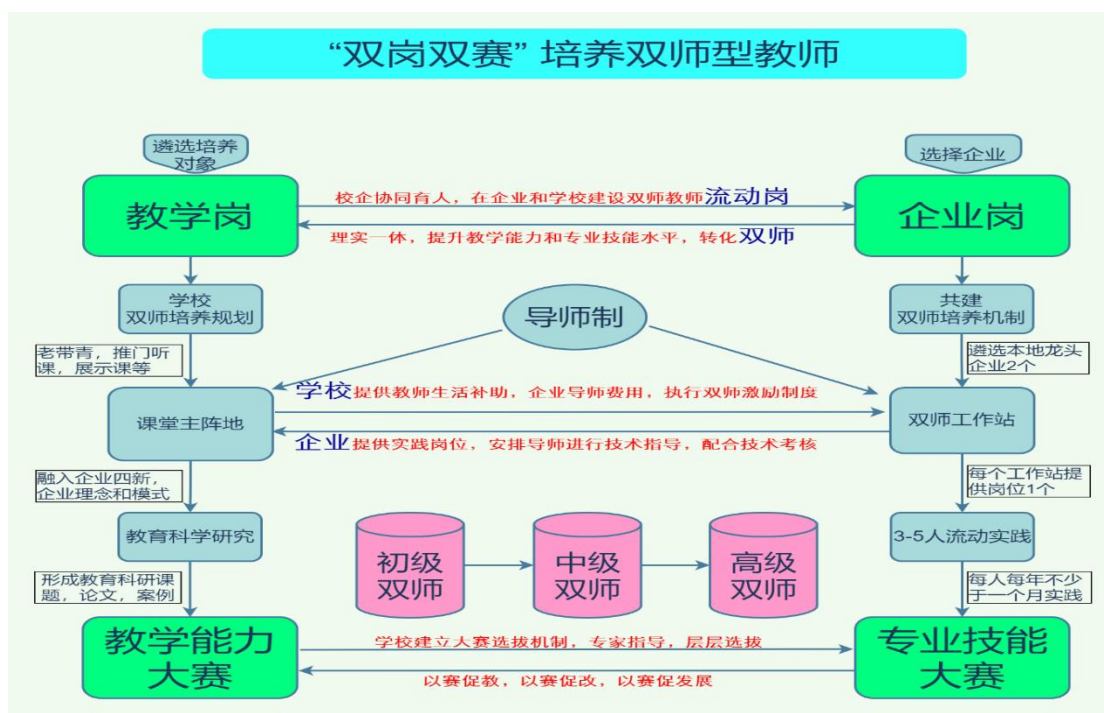 “双岗双赛”培养双师型教师
遴选培养
对象
选择企业
教学岗
校企协同育人，在企业和学校建设双师教师流动岗
理实一体，提升教学能力和专业技能水平，转化双师
企业岗
学校
双师培养规划
导师制
共建
双师培养机制
老带青，推门听
课，展示课等
遴选本地龙头
企业2个
课堂主阵地
学校提供教师生活补助，企业导师费用，执行双师激励制度
企业提供实践岗位，安排导师进行技术指导，配合技术考核
双师工作站
融入企业四新，
企业理念和模式
每个工作站提
供岗位1个
教育科学研究
初级
双师
中级
双师
高级
双师
3-5人流动实践
形成教育科研课
题，论文，案例
每人每年不少
于一个月实践
教学能力
大赛
学校建立大赛选拔机制，专家指导，层层选拔
以赛促教，以赛促改，以赛促发展
专业技能
大赛